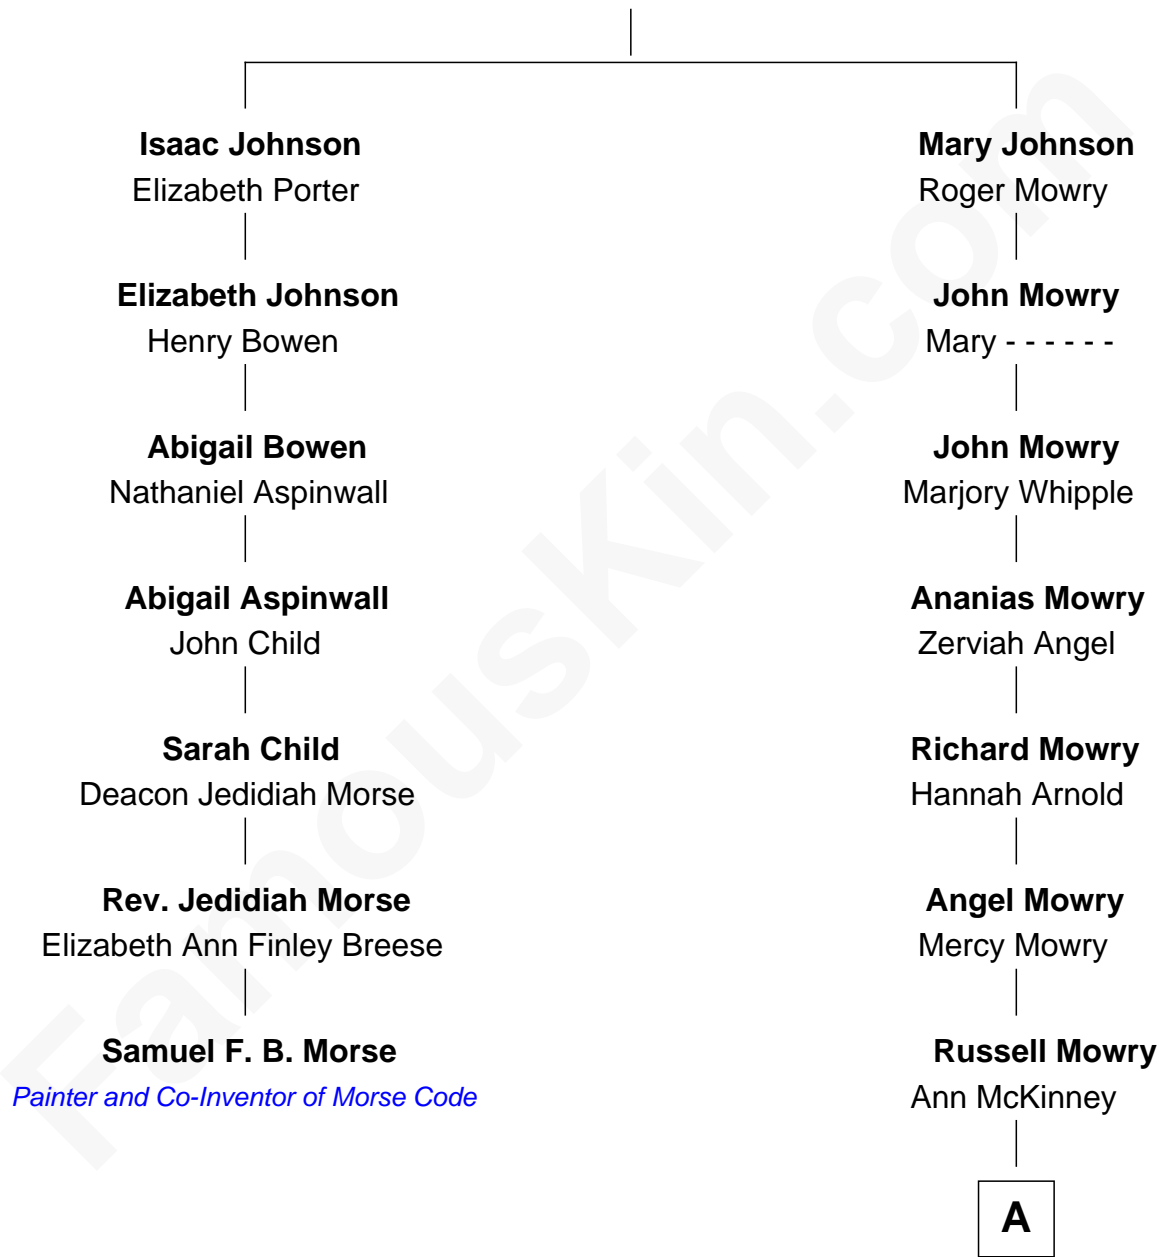 Isaac Johnson
Elizabeth Porter
Elizabeth Johnson
Henry Bowen
Abigail Bowen
Nathaniel Aspinwall
Abigail Aspinwall
John Child
Sarah Child
Deacon Jedidiah Morse
Rev. Jedidiah Morse
Elizabeth Ann Finley Breese
Samuel F. B. Morse
Painter and Co-Inventor of Morse Code
Mary Johnson
Roger Mowry
John Mowry
Mary - - - - - -
John Mowry
Marjory Whipple
Ananias Mowry
Zerviah Angel
Richard Mowry
Hannah Arnold
Angel Mowry
Mercy Mowry
Russell Mowry
Ann McKinney
A
FamousKin.com